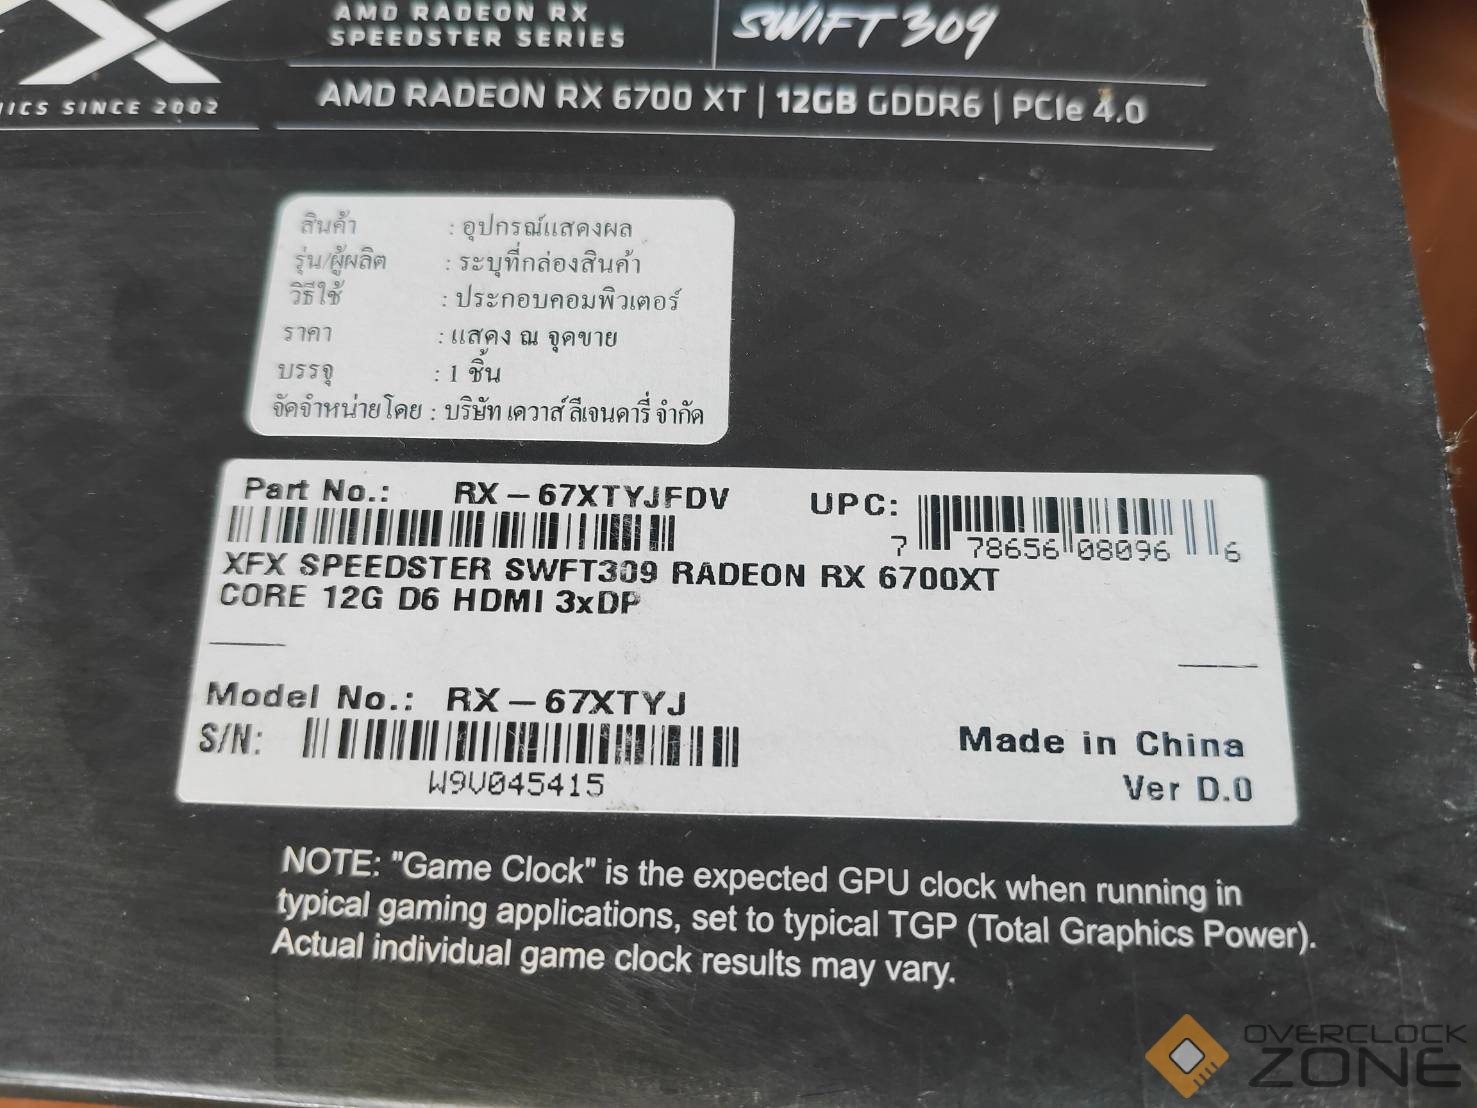 AMD RADEON RX
SPEEDSTER SERIES
SWIFT 309
SINCE 2002
AMD RADEON RX 6700 XT | 12GB GDDR6 | PCIe 4.0
สินค้า : อุปกรณ์แสดงผล
รุ่น/ผู้ผลิต : ระบุที่กล่องสินค้า
วิธีใช้ : ประกอบคอมพิวเตอร์
ราคา : แสดง ณ จุดขาย
บรรจุ : 1 ชิ้น
จัดจำหน่ายโดย : บริษัท เควาส์ ลีเจนดารี่ จำกัด
Part No.: RX-67XTYJFDV
UPC:
7 78656 08096 6
XFX SPEEDSTER SWFT309 RADEON RX 6700XT
CORE 12G D6 HDMI 3xDP
Model No.: RX-67XTYJ
S/N:
W9V045415
Made in China
Ver D.0
NOTE: "Game Clock" is the expected GPU clock when running in
typical gaming applications, set to typical TGP (Total Graphics Power).
Actual individual game clock results may vary.
OVERCLOCK
ZONE